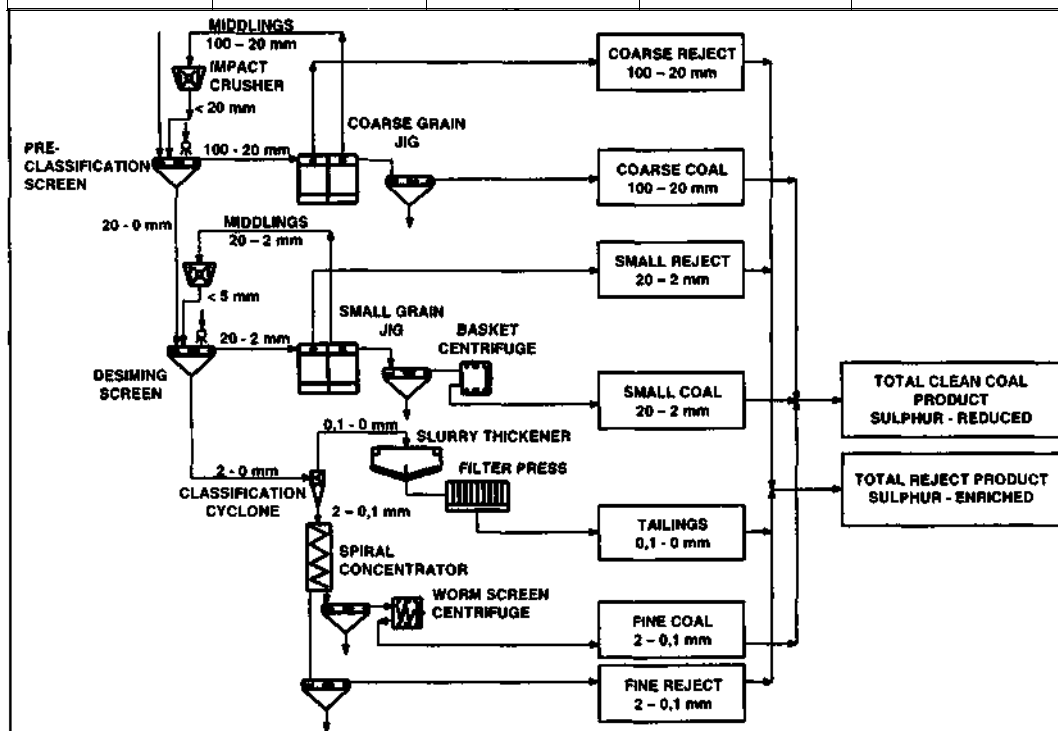 MIDDLINGS
100 – 20 mm
IMPACT
CRUSHER
< 20 mm
PRE-
CLASSIFICATION
SCREEN
100 - 20 mm
COARSE GRAIN
JIG
COARSE REJECT
100 – 20 mm
COARSE COAL
100 – 20 mm
20 - 0 mm
MIDDLINGS
20 – 2 mm
< 5 mm
SMALL REJECT
20 – 2 mm
DESIMING
SCREEN
20 - 2 mm
SMALL GRAIN
JIG
BASKET
CENTRIFUGE
SMALL COAL
20 – 2 mm
TOTAL CLEAN COAL
PRODUCT
SULPHUR - REDUCED
0,1 - 0 mm
SLURRY THICKENER
2 - 0 mm
CLASSIFICATION
CYCLONE
FILTER PRESS
TOTAL REJECT PRODUCT
SULPHUR - ENRICHED
2 – 0,1 mm
TAILINGS
0,1 - 0 mm
SPIRAL
CONCENTRATOR
WORM SCREEN
CENTRIFUGE
FINE COAL
2 – 0,1 mm
FINE REJECT
2 – 0,1 mm